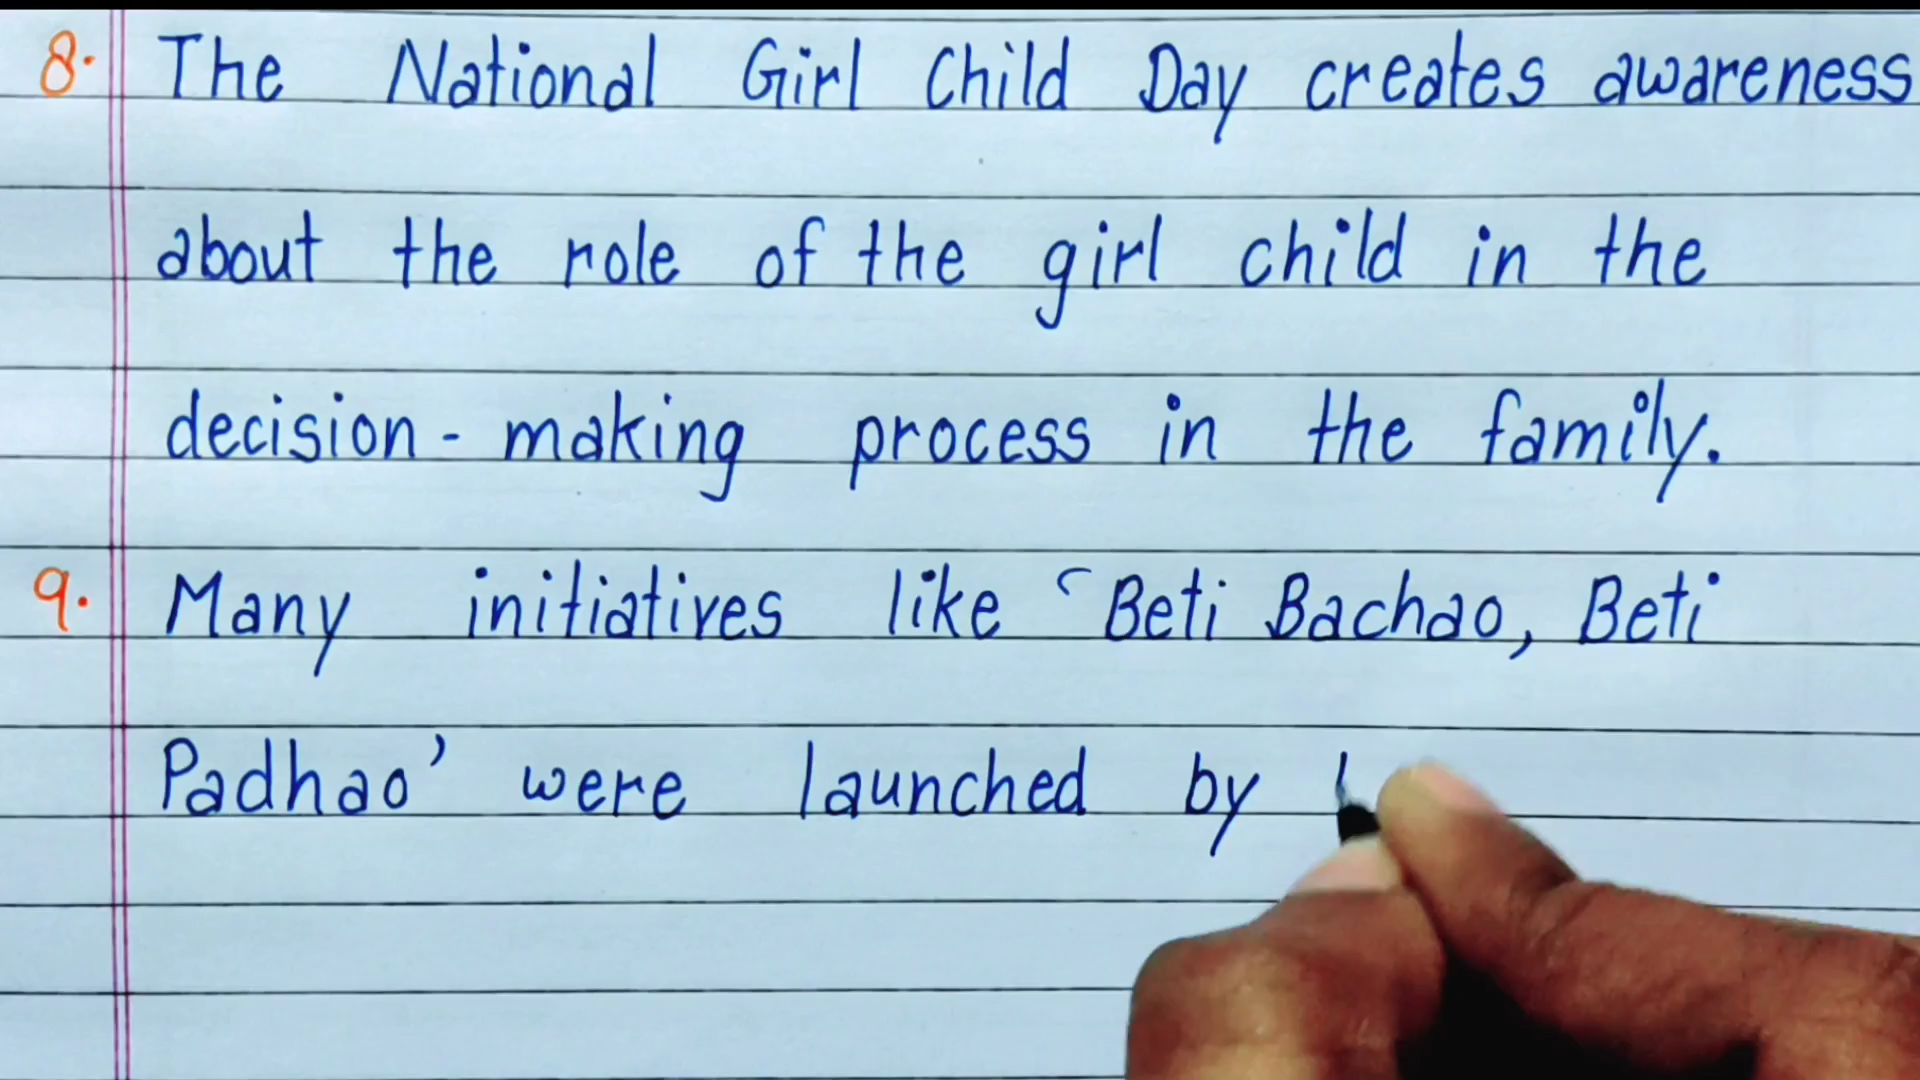 8. The National Girl Child Day creates awareness
about the role of the girl child in the
decision-making process in the family.
9. Many initiatives like ‘Beti Bachao, Beti
Padhao’ were launched by